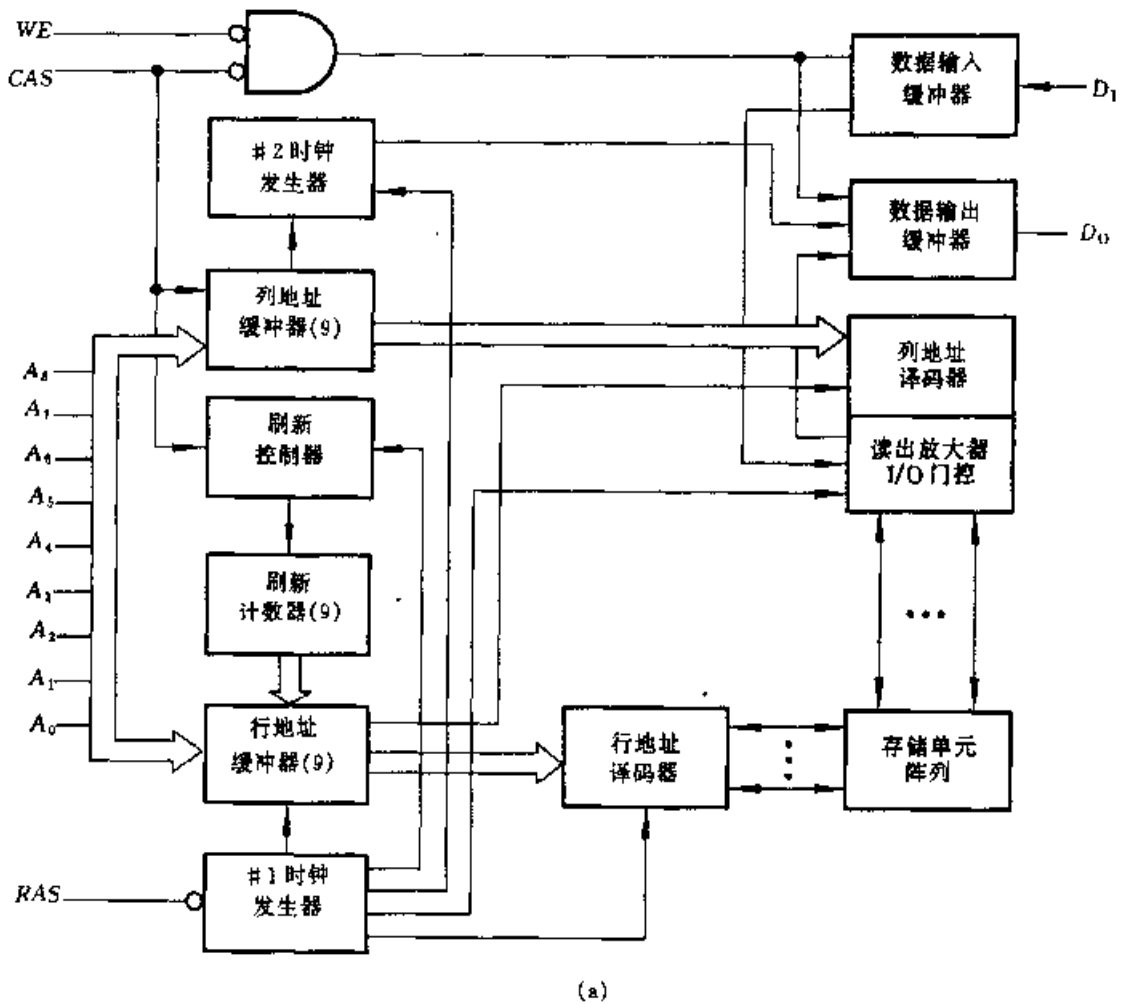 WE
CAS
数据输入
缓冲器
D₁
#2时钟
发生器
数据输出
缓冲器
D₀
列地址
缓冲器(9)
列地址
译码器
A₈
A₇
A₆
A₅
A₄
A₃
A₂
A₁
A₀
刷新
控制器
读出放大器
I/O门控
刷新
计数器(9)
•••
行地址
缓冲器(9)
行地址
译码器
存储单元
阵列
RAS
#1时钟
发生器
(a)